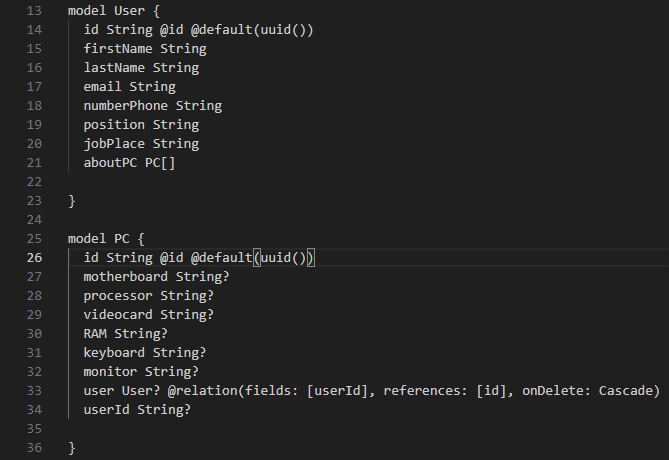 13 model User {
14 id String @id @default(uuid())
15 firstName String
16 lastName String
17 email String
18 numberPhone String
19 position String
20 jobPlace String
21 aboutPC PC[]
22
23 }
24
25 model PC {
26 id String @id @default(uuid())
27 motherboard String?
28 processor String?
29 videocard String?
30 RAM String?
31 keyboard String?
32 monitor String?
33 user User? @relation(fields: [userId], references: [id], onDelete: Cascade)
34 userId String?
35
36 }